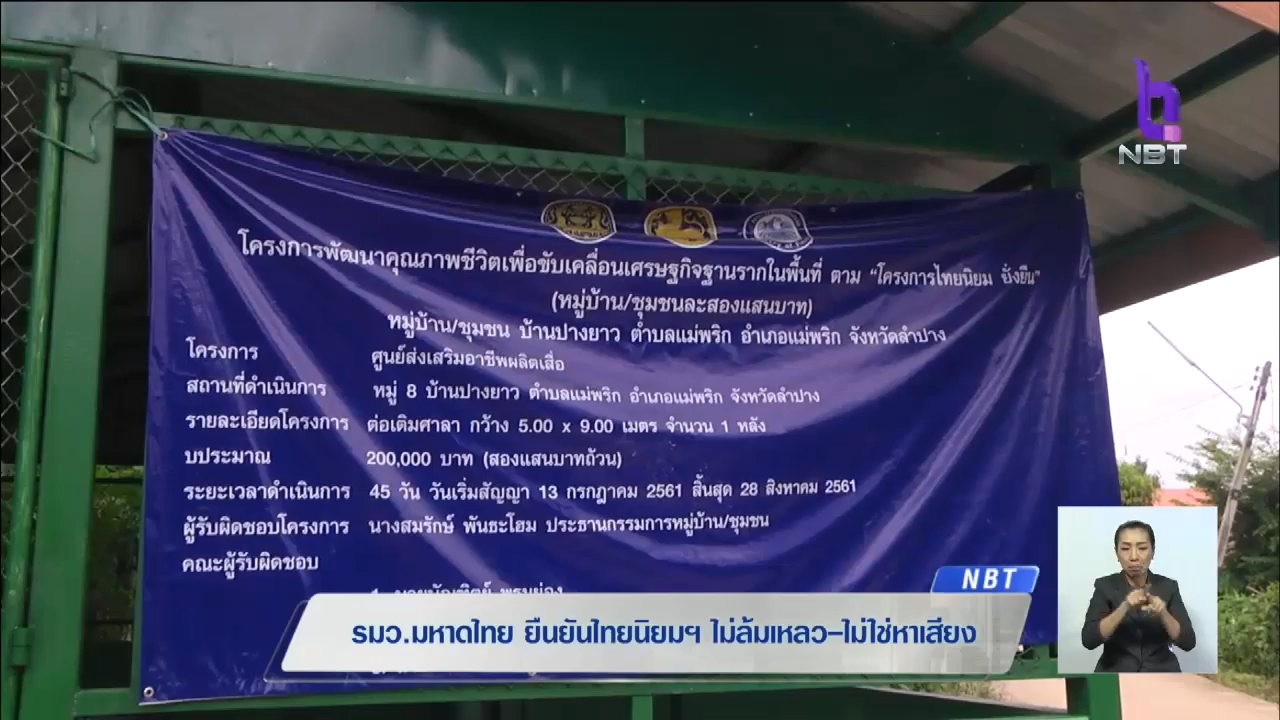 NBT
โครงการพัฒนาคุณภาพชีวิตเพื่อขับเคลื่อนเศรษฐกิจฐานรากในพื้นที่ ตาม “โครงการไทยนิยม ยั่งยืน”
(หมู่บ้าน/ชุมชนละสองแสนบาท)
หมู่บ้าน/ชุมชน บ้านปางยาว ตำบลแม่พริก อำเภอแม่พริก จังหวัดลำปาง
โครงการ ศูนย์ส่งเสริมอาชีพผลิตเสื่อ
สถานที่ดำเนินการ หมู่ 8 บ้านปางยาว ตำบลแม่พริก อำเภอแม่พริก จังหวัดลำปาง
รายละเอียดโครงการ ต่อเติมศาลา กว้าง 5.00 x 9.00 เมตร จำนวน 1 หลัง
บประมาณ 200,000 บาท (สองแสนบาทถ้วน)
ระยะเวลาดำเนินการ 45 วัน วันเริ่มสัญญา 13 กรกฎาคม 2561 สิ้นสุด 28 สิงหาคม 2561
ผู้รับผิดชอบโครงการ นางสมรักษ์ พันธะโฮม ประธานกรรมการหมู่บ้าน/ชุมชน
คณะผู้รับผิดชอบ
NBT
รมว.มหาดไทย ยืนยันไทยนิยมฯ ไม่ล้มเหลว-ไม่ใช่หาเสียง